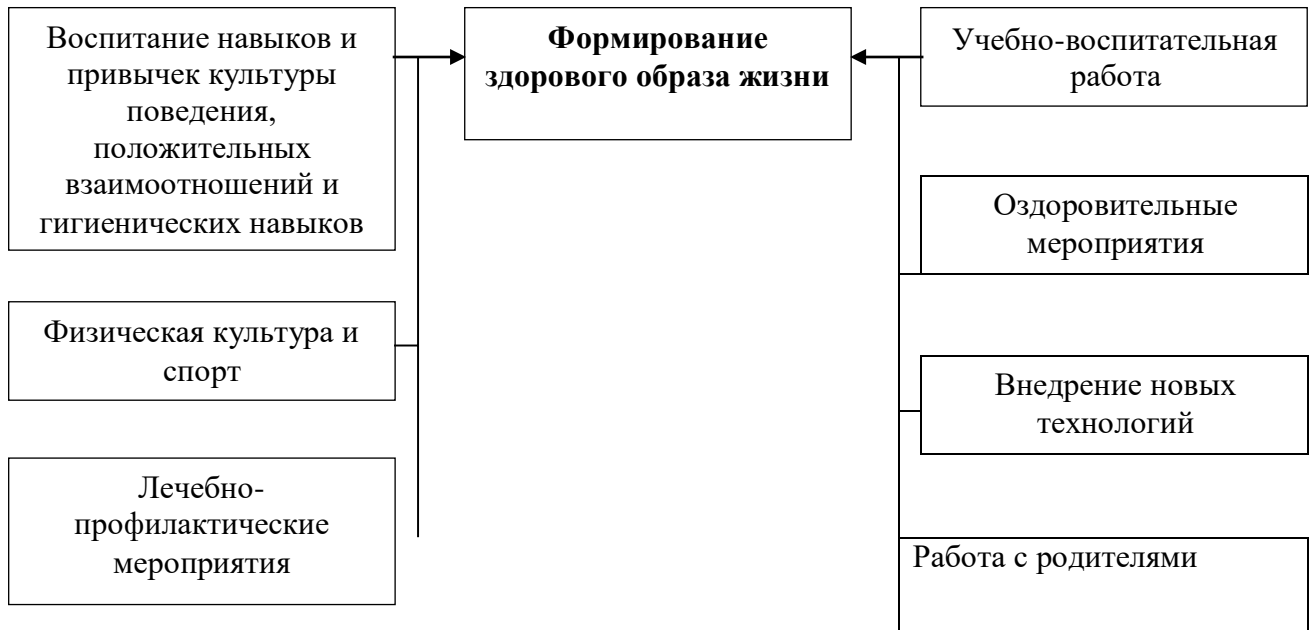 Воспитание навыков и
привычек культуры
поведения,
положительных
взаимоотношений и
гигиенических навыков
Физическая культура и
спорт
Лечебно-
профилактические
мероприятия
Формирование
здорового образа жизни
Учебно-воспитательная
работа
Оздоровительные
мероприятия
Внедрение новых
технологий
Работа с родителями